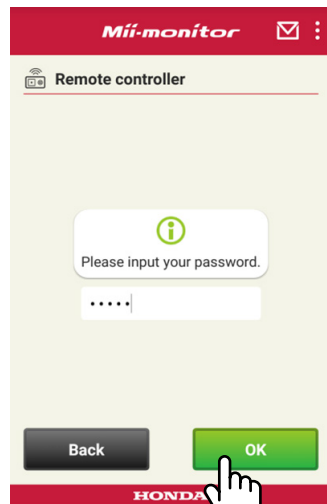 Mii-monitor
Remote controller
Please input your password.
•••••
Back
OK
HONDA